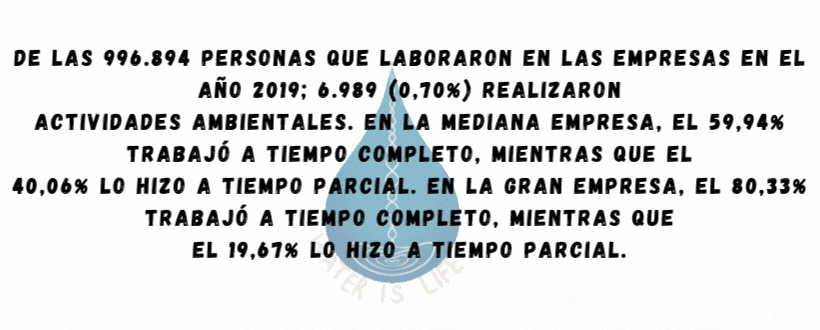 DE LAS 996.894 PERSONAS QUE LABORARON EN LAS EMPRESAS EN EL
AÑO 2019; 6.989 (0,70%) REALIZARON
ACTIVIDADES AMBIENTALES. EN LA MEDIANA EMPRESA, EL 59,94%
TRABAJÓ A TIEMPO COMPLETO, MIENTRAS QUE EL
40,06% LO HIZO A TIEMPO PARCIAL. EN LA GRAN EMPRESA, EL 80,33%
TRABAJÓ A TIEMPO COMPLETO, MIENTRAS QUE
EL 19,67% LO HIZO A TIEMPO PARCIAL.
WATER IS LIFE